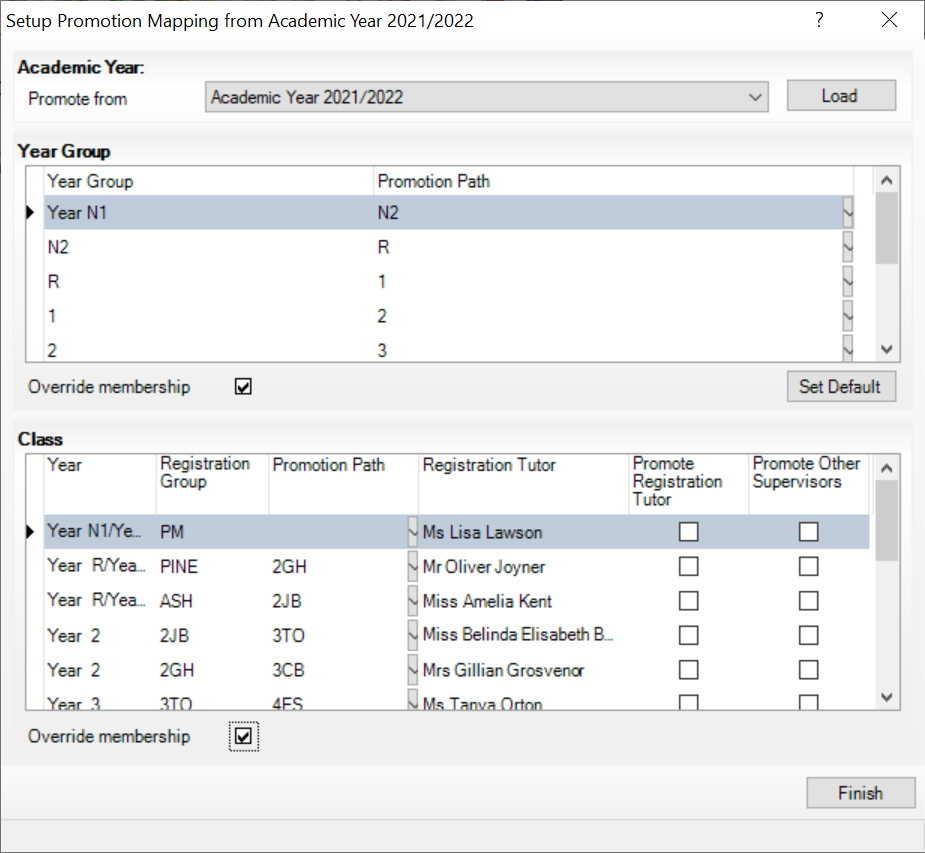 Setup Promotion Mapping from Academic Year 2021/2022 ?
Academic Year:
Promote from Academic Year 2021/2022 Load
Year Group
Year Group Promotion Path
Year N1 N2
N2 R
R 1
1 2
2 3
Override membership Set Default
Class
Year Registration Group Promotion Path Registration Tutor Promote Registration Tutor Promote Other Supervisors
Year N1/Ye... PM Ms Lisa Lawson
Year R/Yea... PINE 2GH Mr Oliver Joyner
Year R/Yea... ASH 2JB Miss Amelia Kent
Year 2 2JB 3TO Miss Belinda Elisabeth B...
Year 2 2GH 3CB Mrs Gillian Grosvenor
Year 3 3TO 4ES Ms Tanya Orton
Override membership
Finish